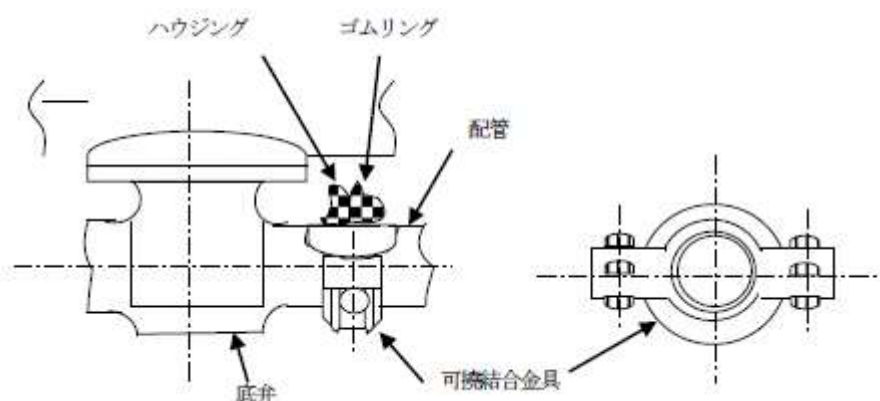 ハウジング
ゴムリング
配管
可撓結合金具
底弁